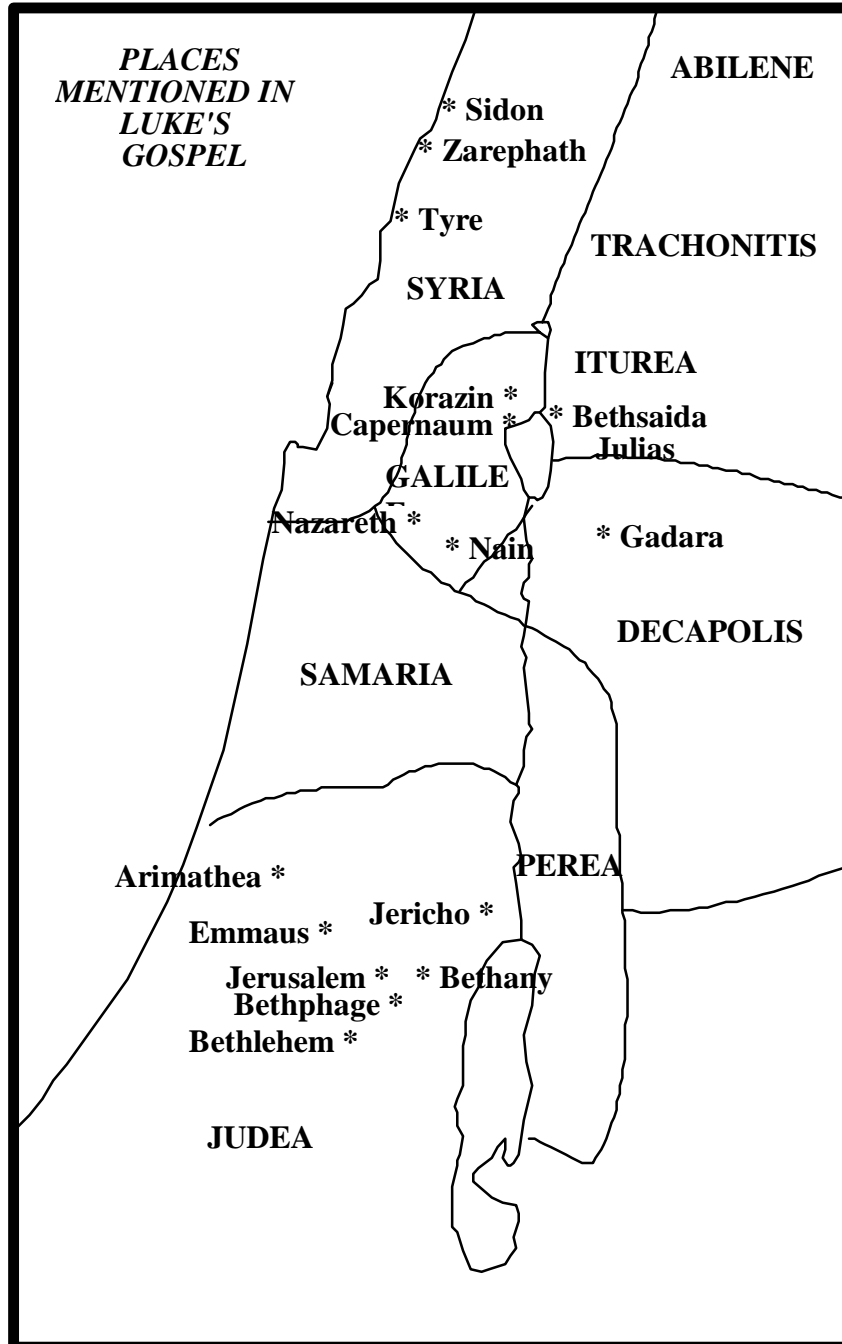 PLACES
MENTIONED IN
LUKE'S
GOSPEL
ABILENE
* Sidon
* Zarephath
* Tyre
TRACHONITIS
SYRIA
ITUREA
Korazin *
Capernaum *
* Bethsaida
Julias
GALILE
Nazareth *
* Nain
* Gadara
DECAPOLIS
SAMARIA
PEREA
Arimathea *
Jericho *
Emmaus *
Jerusalem *
* Bethany
Bethphage *
Bethlehem *
JUDEA